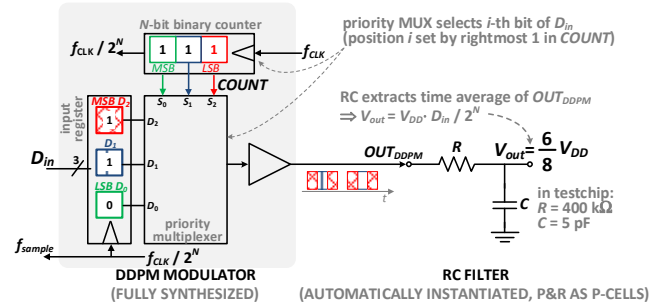 N-bit binary counter
priority MUX selects i-th bit of Din
(position i set by rightmost 1 in COUNT)
fCLK / 2^N
1 1 1
fCLK
MSB LSB
COUNT
S0 S1 S2
RC extracts time average of OUTDDPM
⇒ Vout = VDD· Din / 2^N
input
register
MSB D2
1
D2
Din
3
D1
1
D1
LSB D0
0
D0
priority
multiplexer
OUTDDPM
t
R
Vout= 6/8 VDD
C
in testchip:
R = 400 kΩ
C = 5 pF
fsample
fCLK / 2^N
DDPM MODULATOR
(FULLY SYNTHESIZED)
RC FILTER
(AUTOMATICALLY INSTANTIATED, P&R AS P-CELLS)